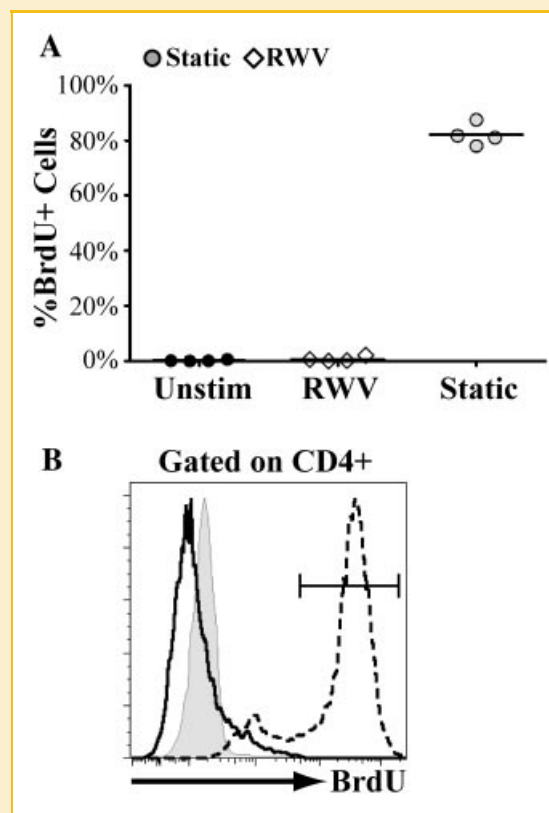 A
Static RWV
100%
80%
60%
40%
20%
0%
%BrdU+ Cells
Unstim RWV Static
B
Gated on CD4+
BrdU